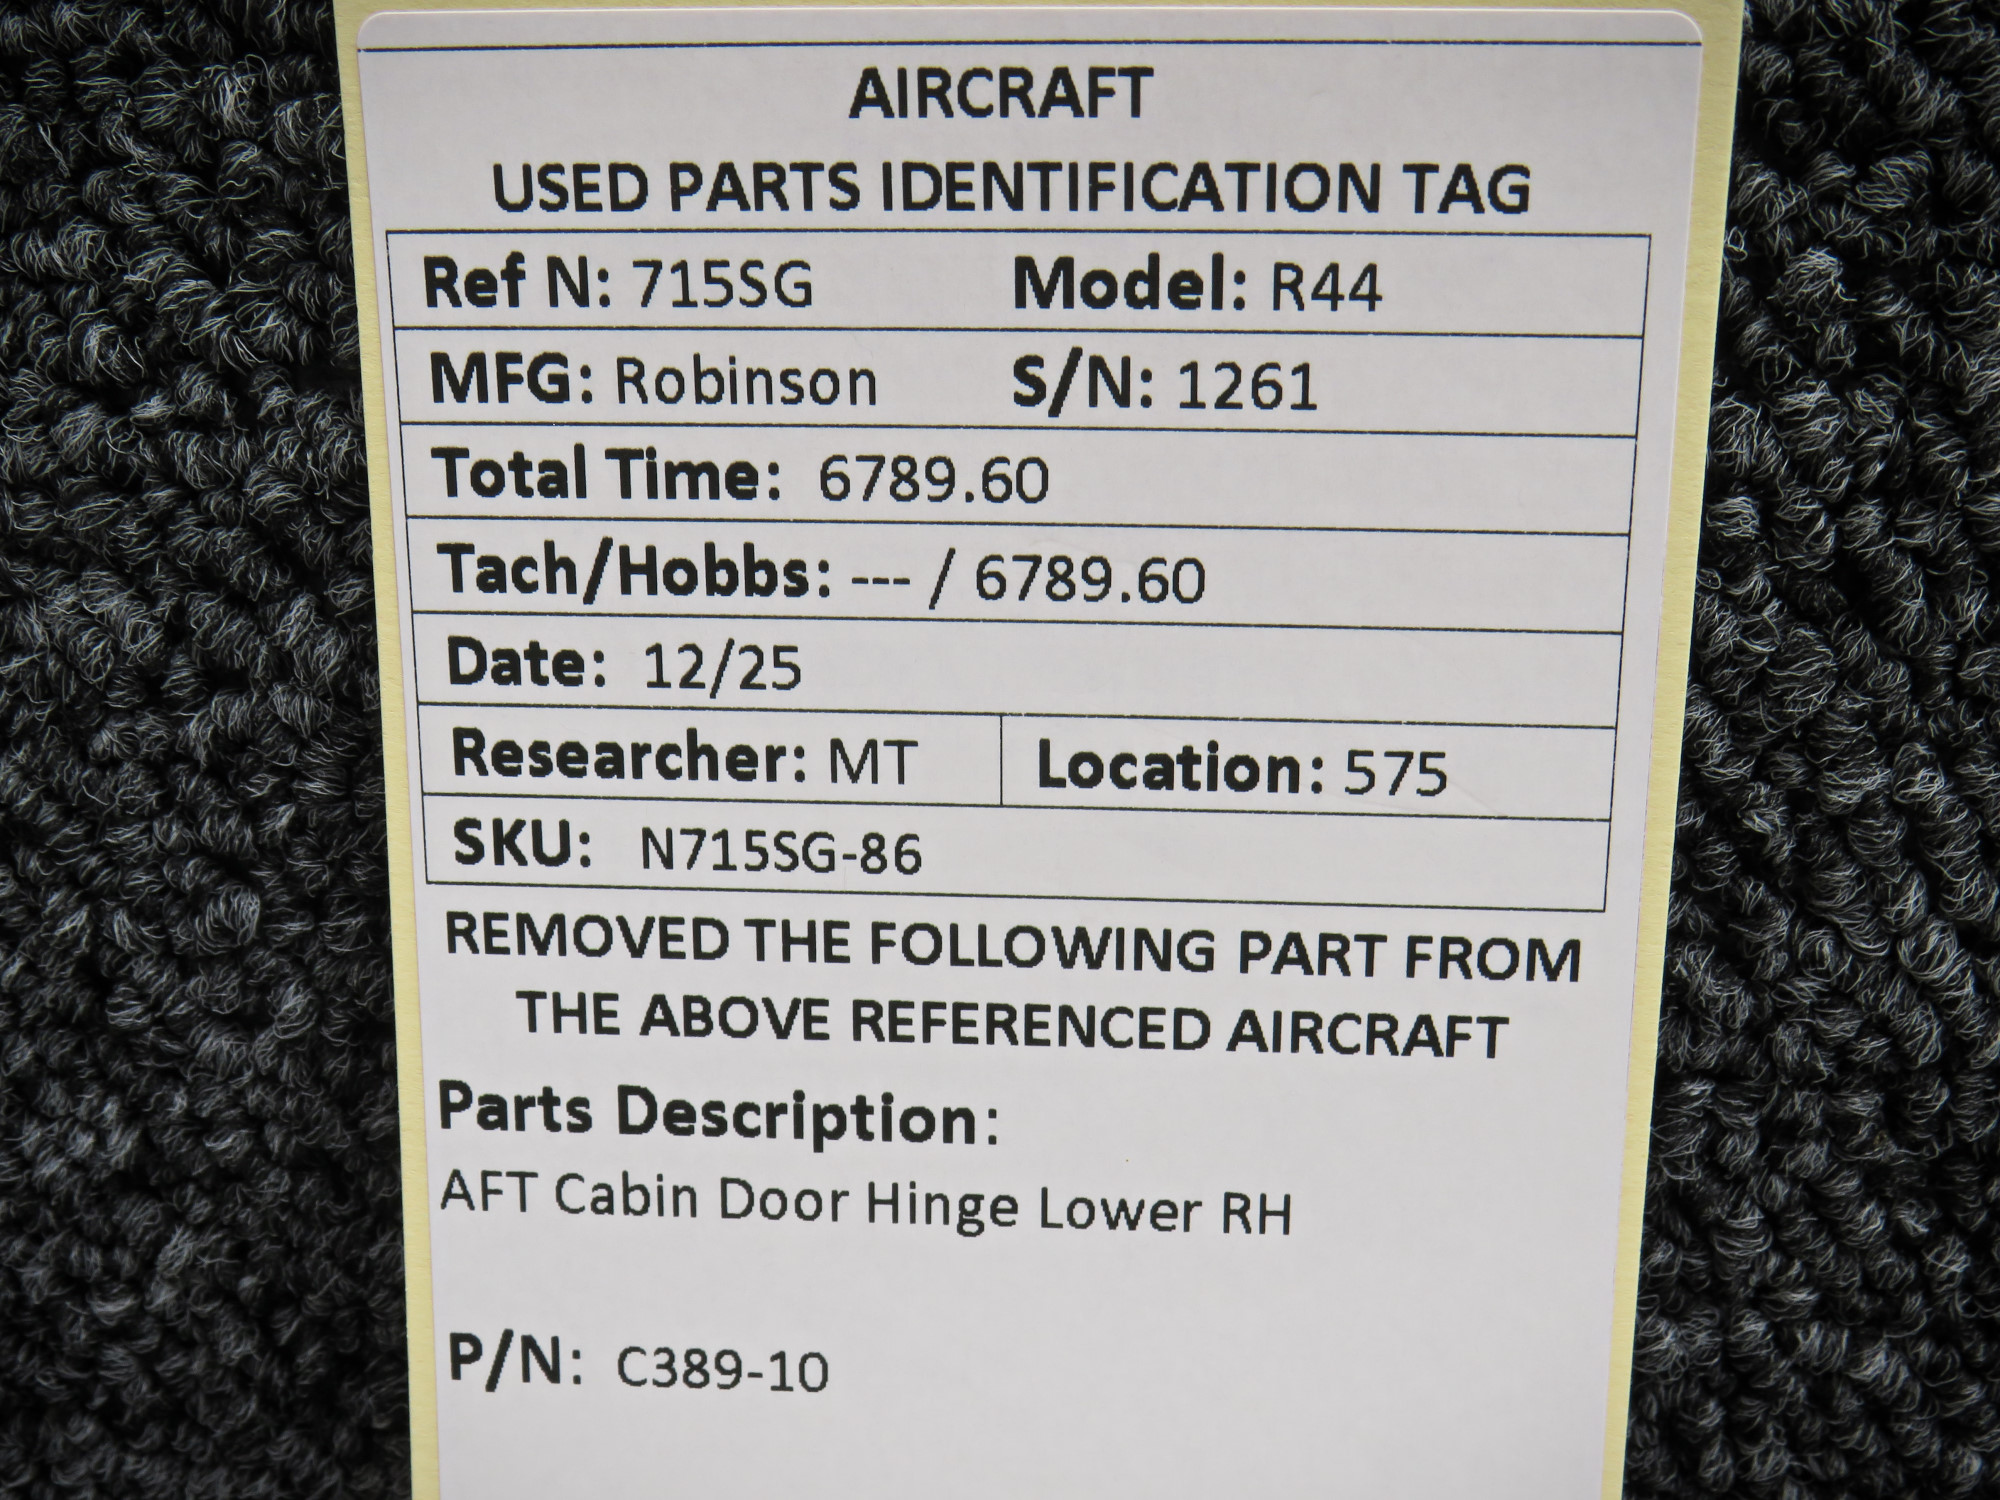 AIRCRAFT
USED PARTS IDENTIFICATION TAG
Ref N: 715SG Model: R44
MFG: Robinson S/N: 1261
Total Time: 6789.60
Tach/Hobbs: --- / 6789.60
Date: 12/25
Researcher: MT Location: 575
SKU: N715SG-86
REMOVED THE FOLLOWING PART FROM
THE ABOVE REFERENCED AIRCRAFT
Parts Description:
AFT Cabin Door Hinge Lower RH
P/N: C389-10